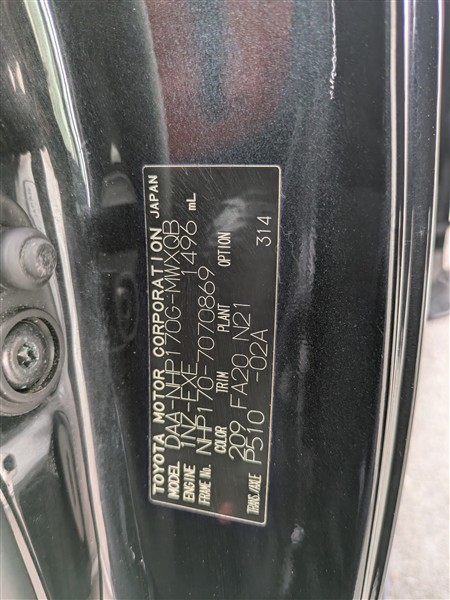 TOYOTA MOTOR CORPORATION JAPAN
MODEL DAA-NHP170G-MWXQB
ENGINE 1NZ-EXE 1496 mL
FRAME No. NHP170-7070869
COLOR TRIM PLANT OPTION
209 FA20 N21 314
TRANS./AXLE P510 -02A